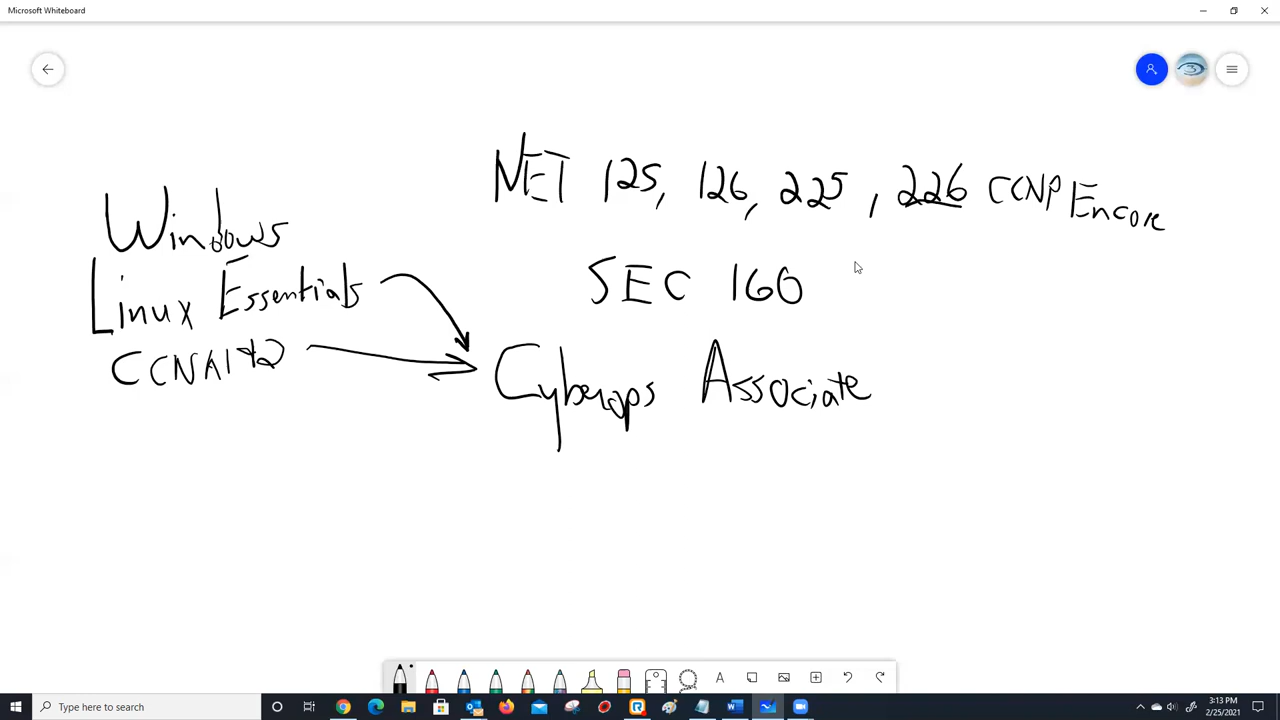 Microsoft Whiteboard
NET 125, 126, 225, 226 CCNP Encore
Windows
Linux Essentials
CCNA1+2
SEC 160
Cyberops Associate
A
Type here to search
3:13 PM
2/25/2021